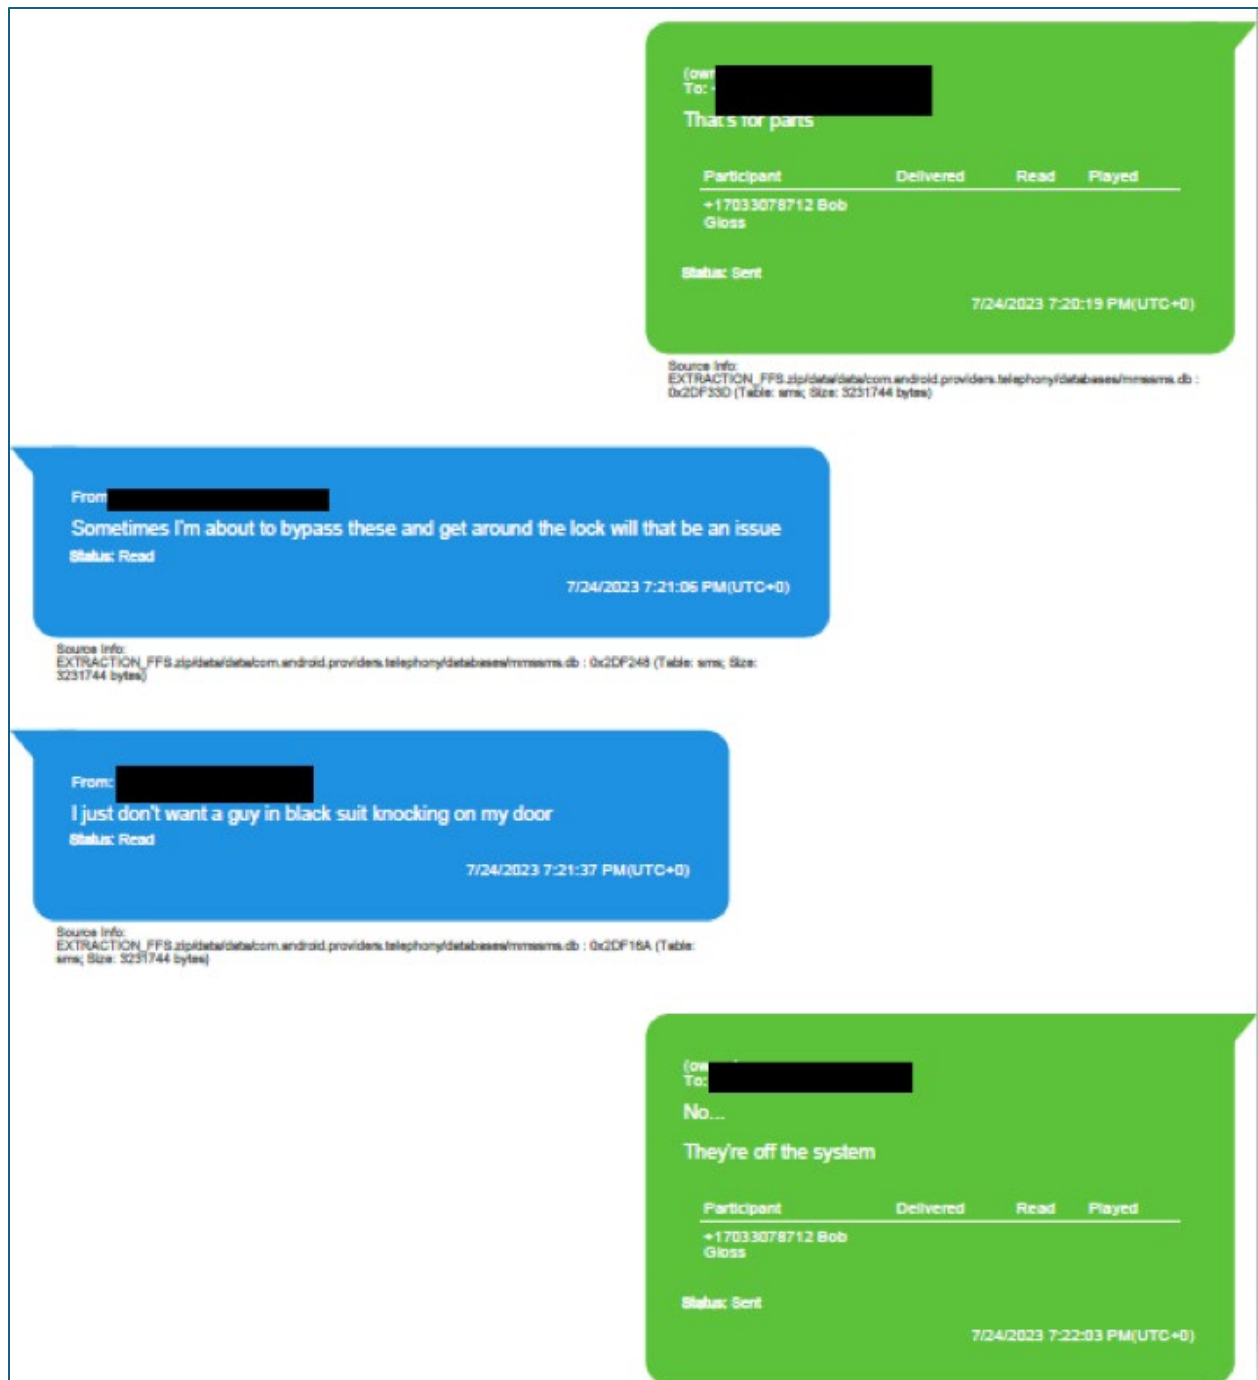 To:
That's for parts
Participant Delivered Read Played
+17033078712 Bob
Gloss
Status: Sent
7/24/2023 7:20:19 PM(UTC+0)
Source Info:
EXTRACTION_FFS.zip/data/data/com.android.providers.telephony/databases/mmssms.db :
0x2DF33D (Table: sms; Size: 3231744 bytes)
From
Sometimes I'm about to bypass these and get around the lock will that be an issue
Status: Read
7/24/2023 7:21:06 PM(UTC+0)
Source Info:
EXTRACTION_FFS.zip/data/data/com.android.providers.telephony/databases/mmssms.db : 0x2DF248 (Table: sms; Size:
3231744 bytes)
From:
I just don't want a guy in black suit knocking on my door
Status: Read
7/24/2023 7:21:37 PM(UTC+0)
Source Info:
EXTRACTION_FFS.zip/data/data/com.android.providers.telephony/databases/mmssms.db : 0x2DF16A (Table:
sms; Size: 3231744 bytes)
To:
No...
They're off the system
Participant Delivered Read Played
+17033078712 Bob
Gloss
Status: Sent
7/24/2023 7:22:03 PM(UTC+0)